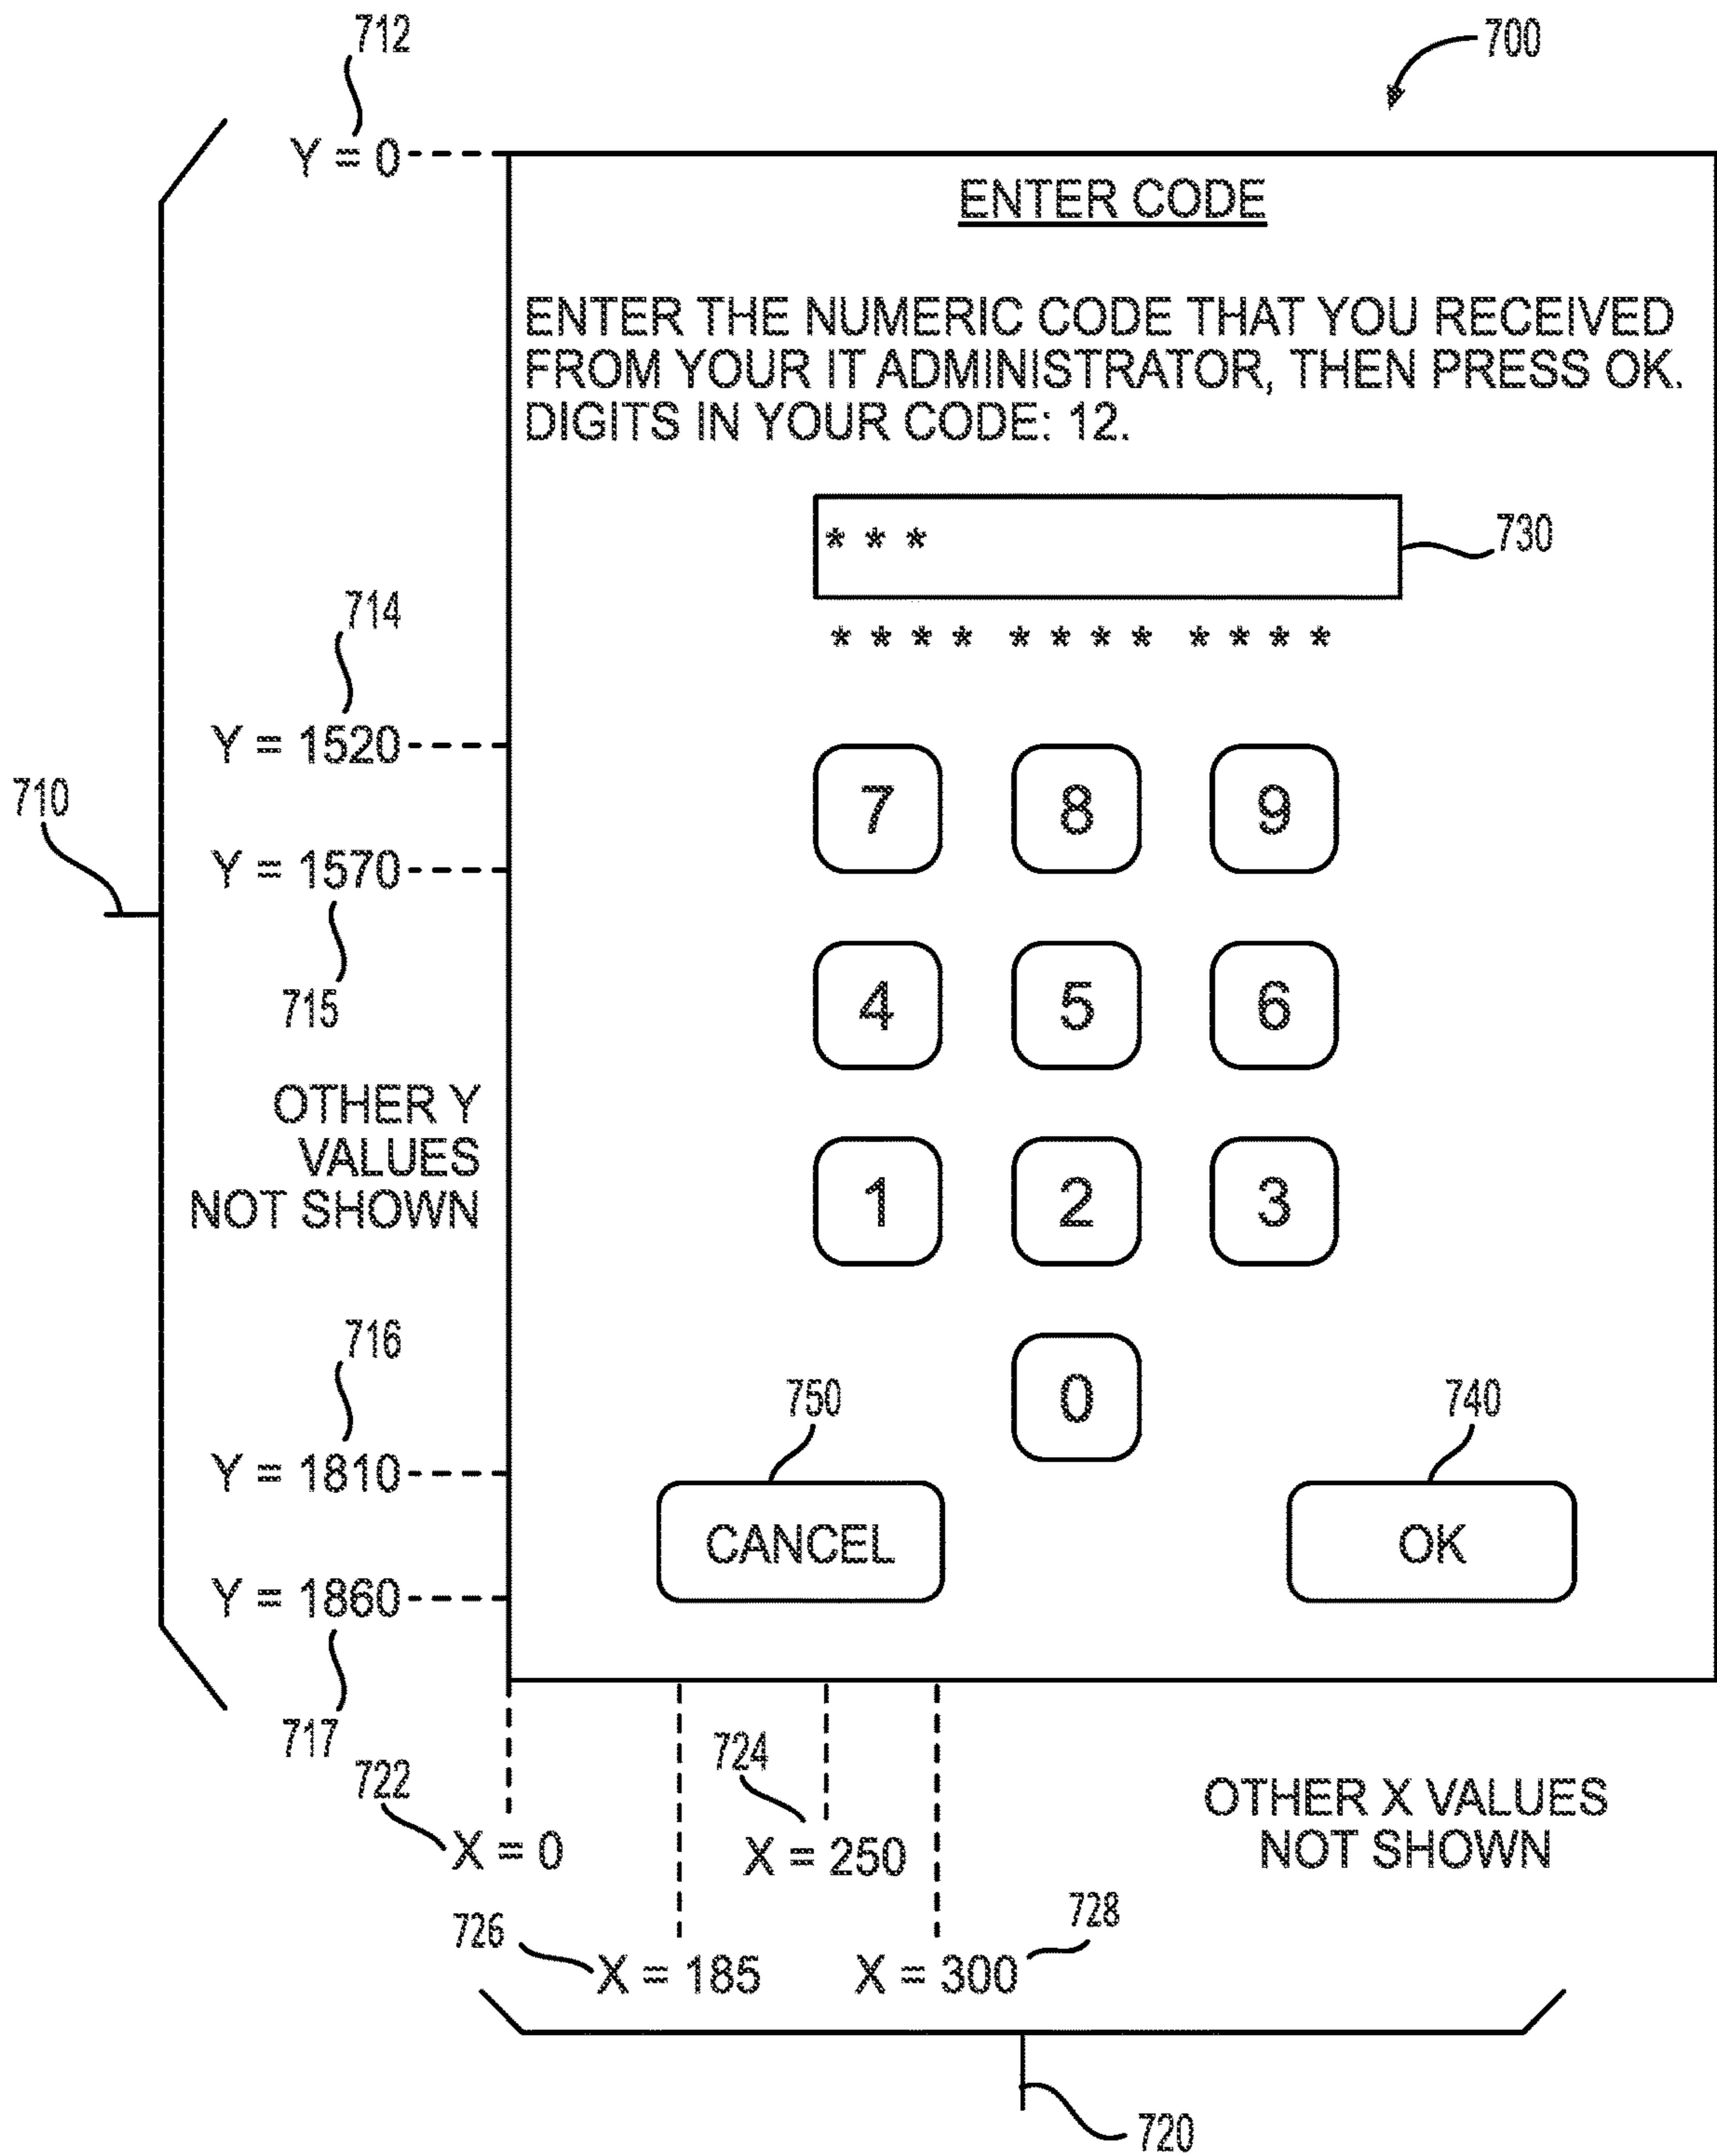 712
700
Y = 0
ENTER CODE
ENTER THE NUMERIC CODE THAT YOU RECEIVED
FROM YOUR IT ADMINISTRATOR, THEN PRESS OK.
DIGITS IN YOUR CODE: 12.
* * *
730
* * * * * * * * * * * *
714
Y = 1520
7 8 9
710
Y = 1570
715
4 5 6
OTHER Y
VALUES
NOT SHOWN
1 2 3
716
0
750
740
Y = 1810
CANCEL
OK
Y = 1860
717
722
724
X = 0
X = 250
OTHER X VALUES
NOT SHOWN
726
728
X = 185
X = 300
720